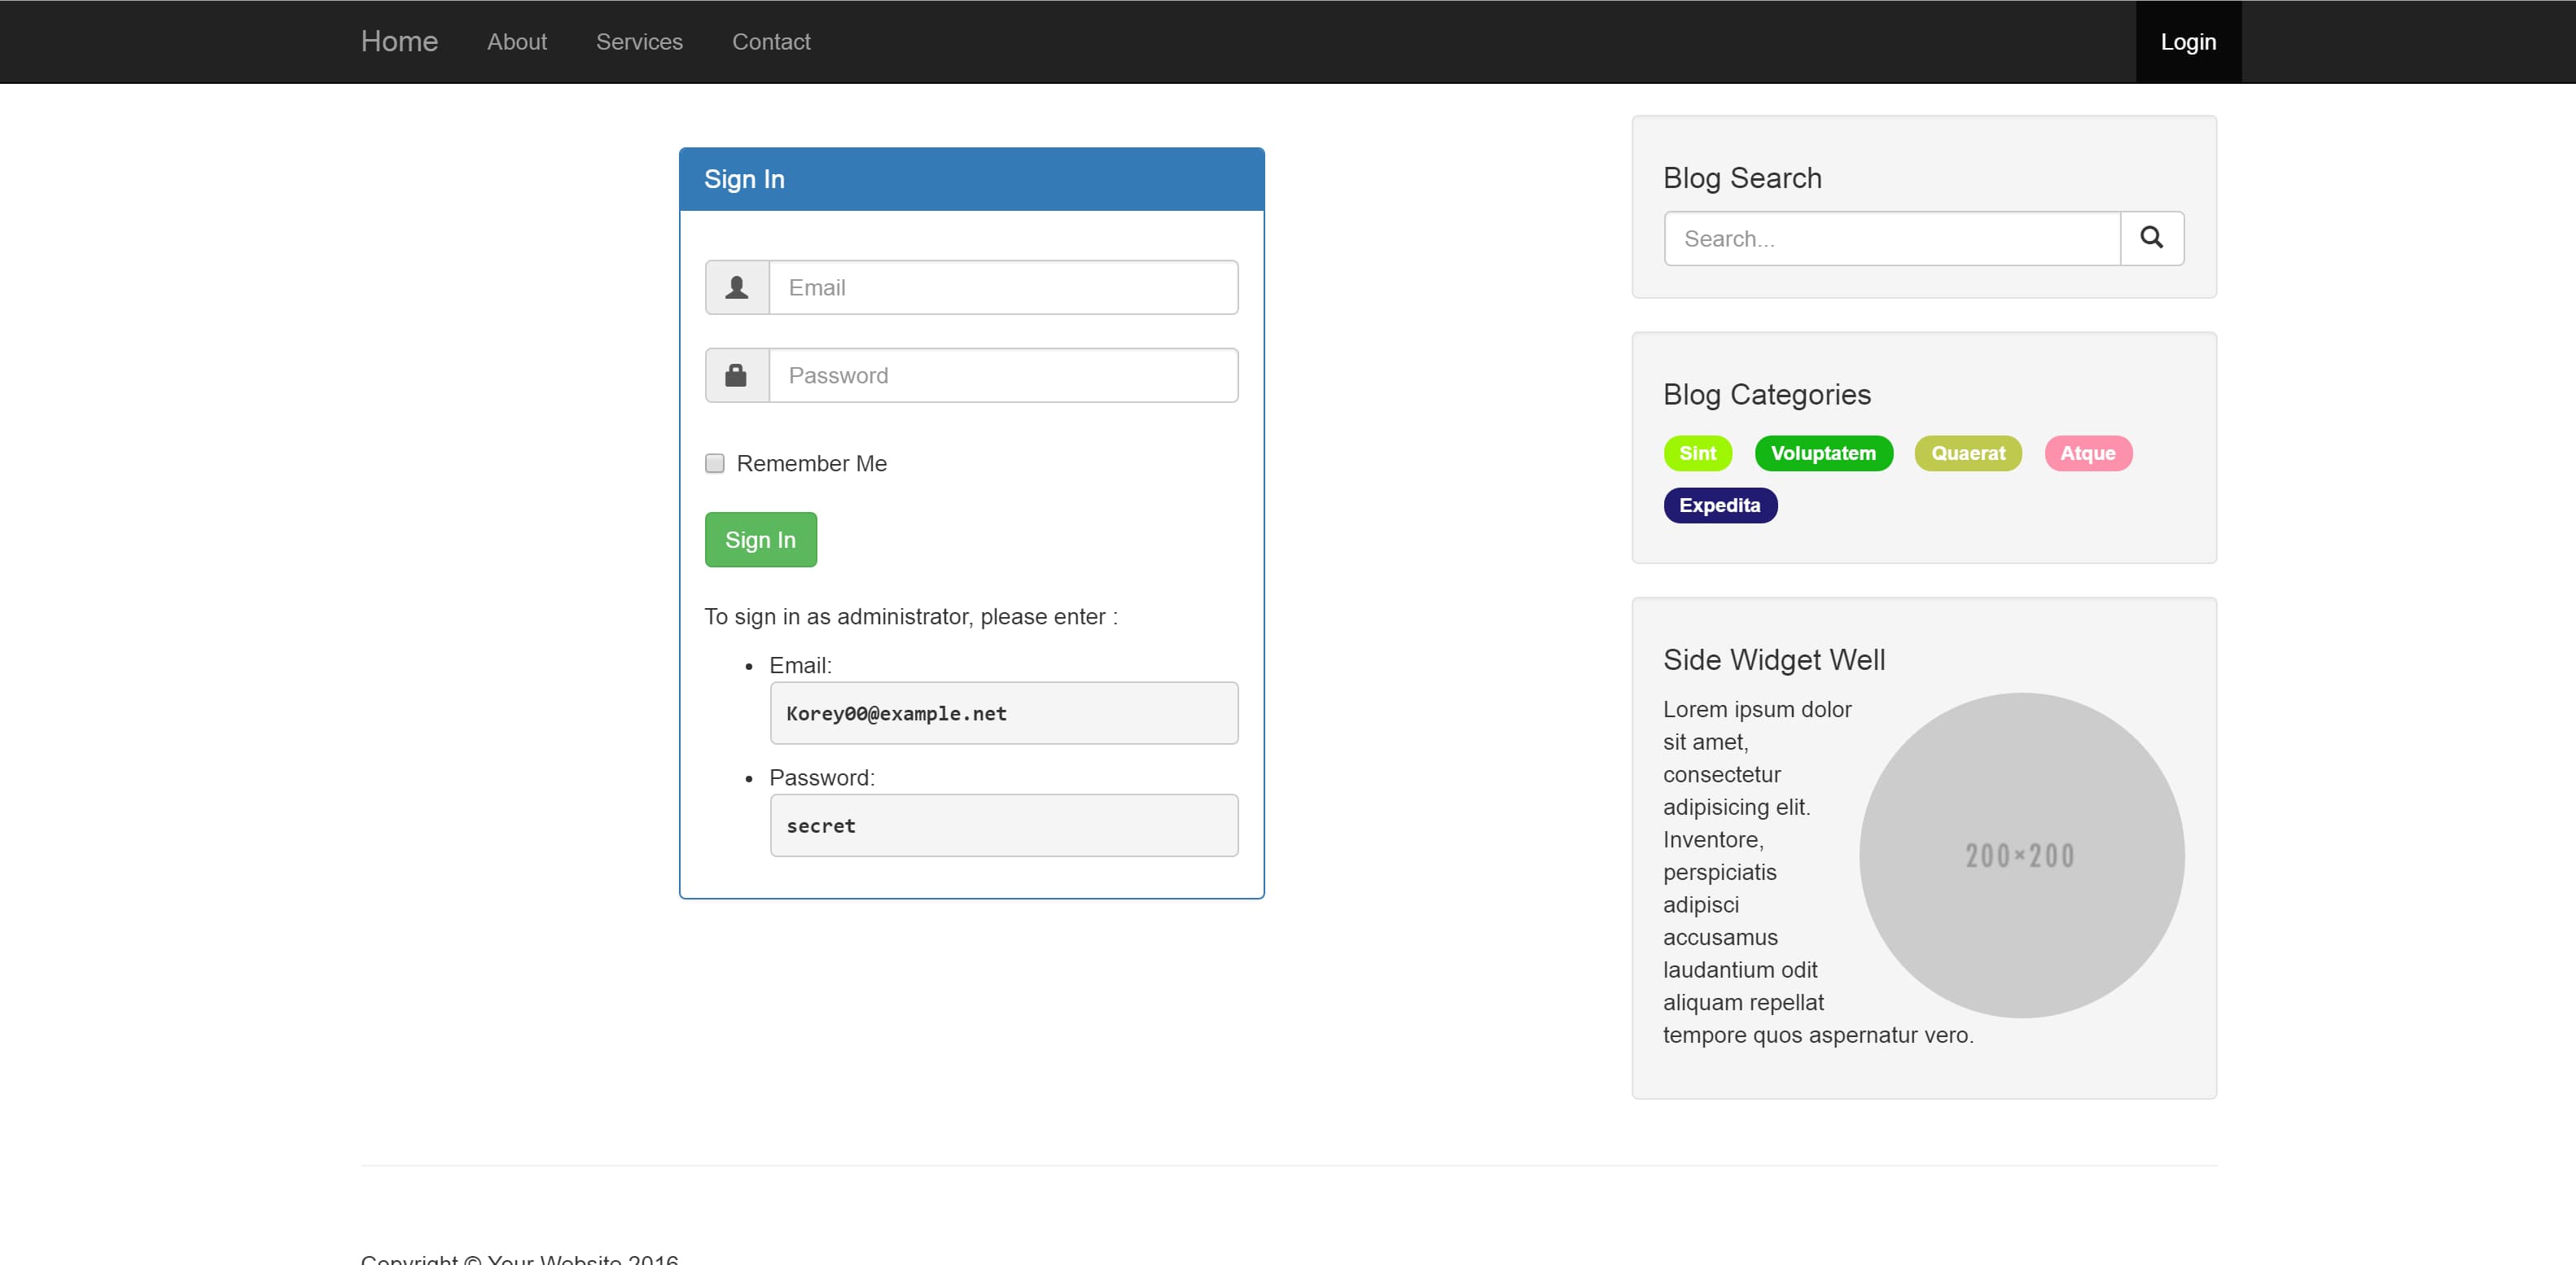 Home About Services Contact Login
Sign In
Email
Password
Remember Me
Sign In
To sign in as administrator, please enter :
Email:
Korey00@example.net
Password:
secret
Blog Search
Search...
Blog Categories
Sint Voluptatem Quaerat Atque
Expedita
Side Widget Well
Lorem ipsum dolor
sit amet,
consectetur
adipisicing elit.
Inventore,
perspiciatis
adipisci
accusamus
laudantium odit
aliquam repellat
tempore quos aspernatur vero.
200×200
Copyright © Your Website 2016